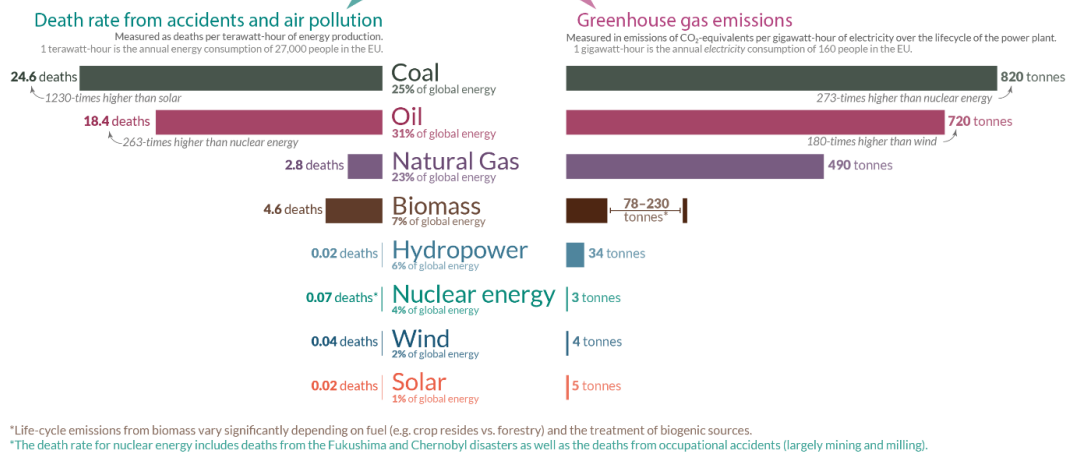 Death rate from accidents and air pollution
Measured as deaths per terawatt-hour of energy production.
1 terawatt-hour is the annual energy consumption of 27,000 people in the EU.
Greenhouse gas emissions
Measured in emissions of CO₂-equivalents per gigawatt-hour of electricity over the lifecycle of the power plant.
1 gigawatt-hour is the annual electricity consumption of 160 people in the EU.
24.6 deaths
1230-times higher than solar
Coal
25% of global energy
820 tonnes
273-times higher than nuclear energy
18.4 deaths
263-times higher than nuclear energy
Oil
31% of global energy
720 tonnes
180-times higher than wind
2.8 deaths
Natural Gas
23% of global energy
490 tonnes
4.6 deaths
Biomass
7% of global energy
78–230
tonnes*
0.02 deaths
Hydropower
6% of global energy
34 tonnes
0.07 deaths*
Nuclear energy
4% of global energy
3 tonnes
0.04 deaths
Wind
2% of global energy
4 tonnes
0.02 deaths
Solar
1% of global energy
5 tonnes
*Life-cycle emissions from biomass vary significantly depending on fuel (e.g. crop resides vs. forestry) and the treatment of biogenic sources.
*The death rate for nuclear energy includes deaths from the Fukushima and Chernobyl disasters as well as the deaths from occupational accidents (largely mining and milling).